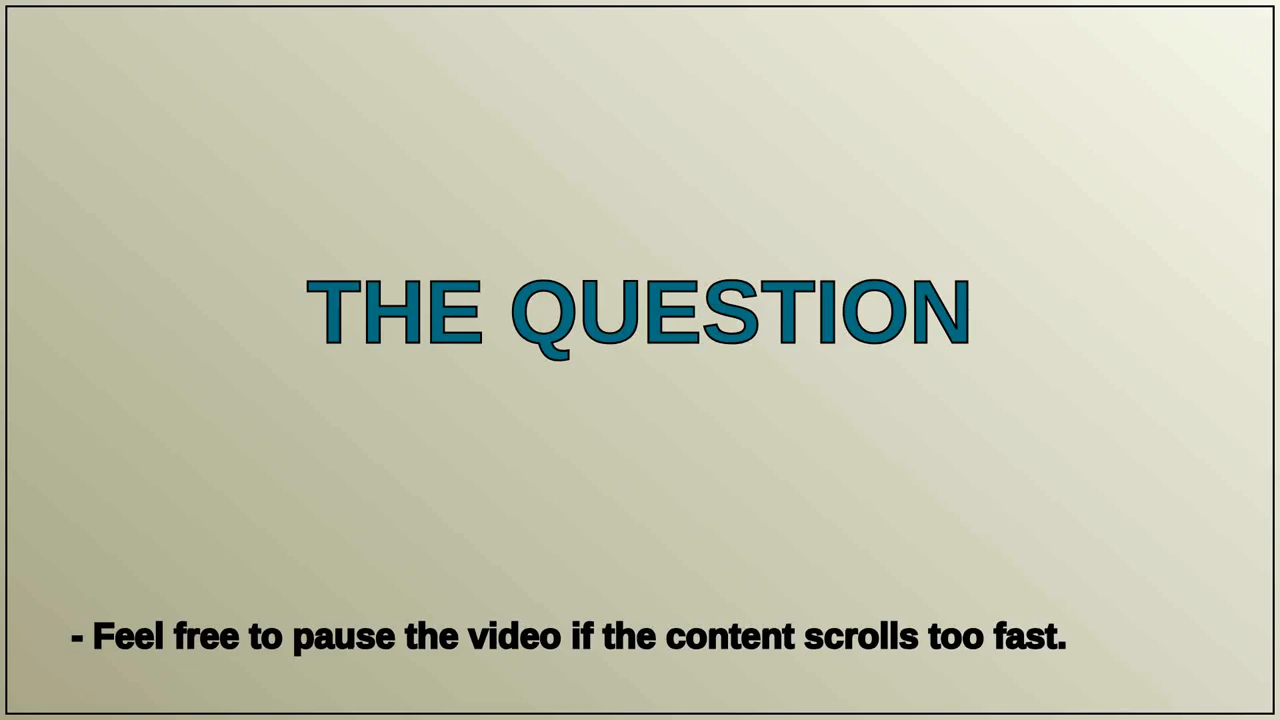 THE QUESTION
- Feel free to pause the video if the content scrolls too fast.